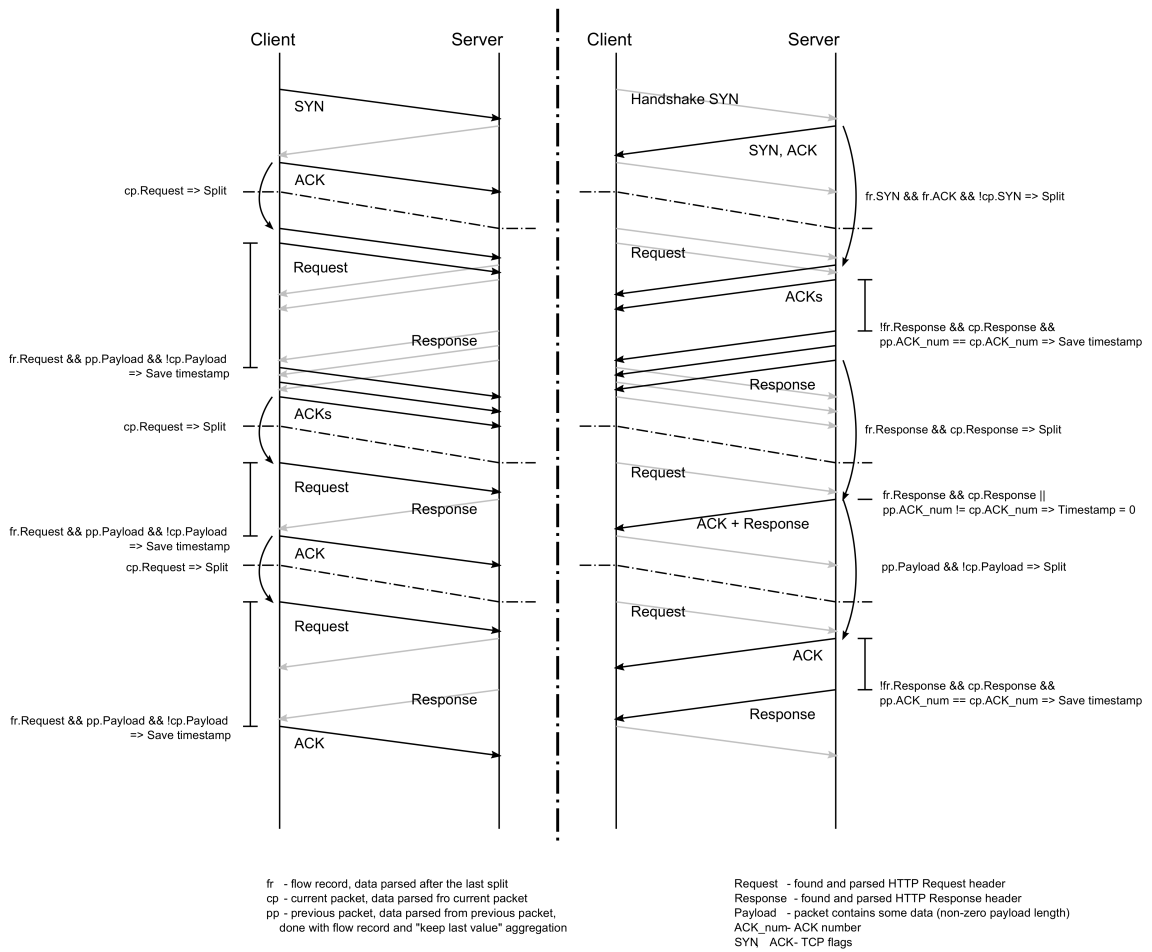 Client
Server
SYN
ACK
cp.Request => Split
Request
Response
fr.Request && pp.Payload && !cp.Payload
=> Save timestamp
ACKs
cp.Request => Split
Request
Response
fr.Request && pp.Payload && !cp.Payload
=> Save timestamp
ACK
cp.Request => Split
Request
Response
fr.Request && pp.Payload && !cp.Payload
=> Save timestamp
ACK
Client
Server
Handshake SYN
SYN, ACK
fr.SYN && fr.ACK && !cp.SYN => Split
Request
ACKs
!fr.Response && cp.Response &&
pp.ACK_num == cp.ACK_num => Save timestamp
Response
fr.Response && cp.Response => Split
Request
fr.Response && cp.Response ||
pp.ACK_num != cp.ACK_num => Timestamp = 0
ACK + Response
pp.Payload && !cp.Payload => Split
Request
ACK
!fr.Response && cp.Response &&
pp.ACK_num == cp.ACK_num => Save timestamp
Response
fr - flow record, data parsed after the last split
cp - current packet, data parsed fro current packet
pp - previous packet, data parsed from previous packet,
done with flow record and "keep last value" aggregation
Request - found and parsed HTTP Request header
Response - found and parsed HTTP Response header
Payload - packet contains some data (non-zero payload length)
ACK_num- ACK number
SYN, ACK- TCP flags